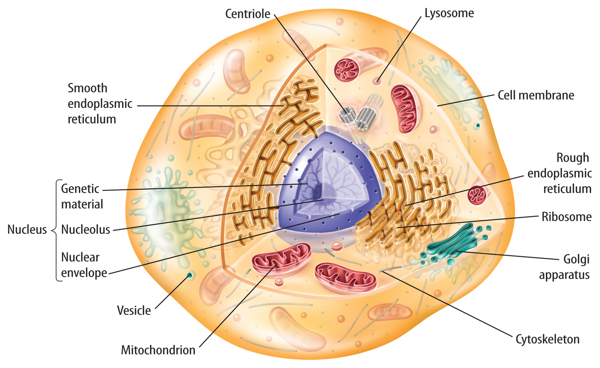 Centriole
Lysosome
Smooth
endoplasmic
reticulum
Cell membrane
Rough
endoplasmic
reticulum
Nucleus
Genetic
material
Nucleolus
Nuclear
envelope
Ribosome
Golgi
apparatus
Vesicle
Cytoskeleton
Mitochondrion